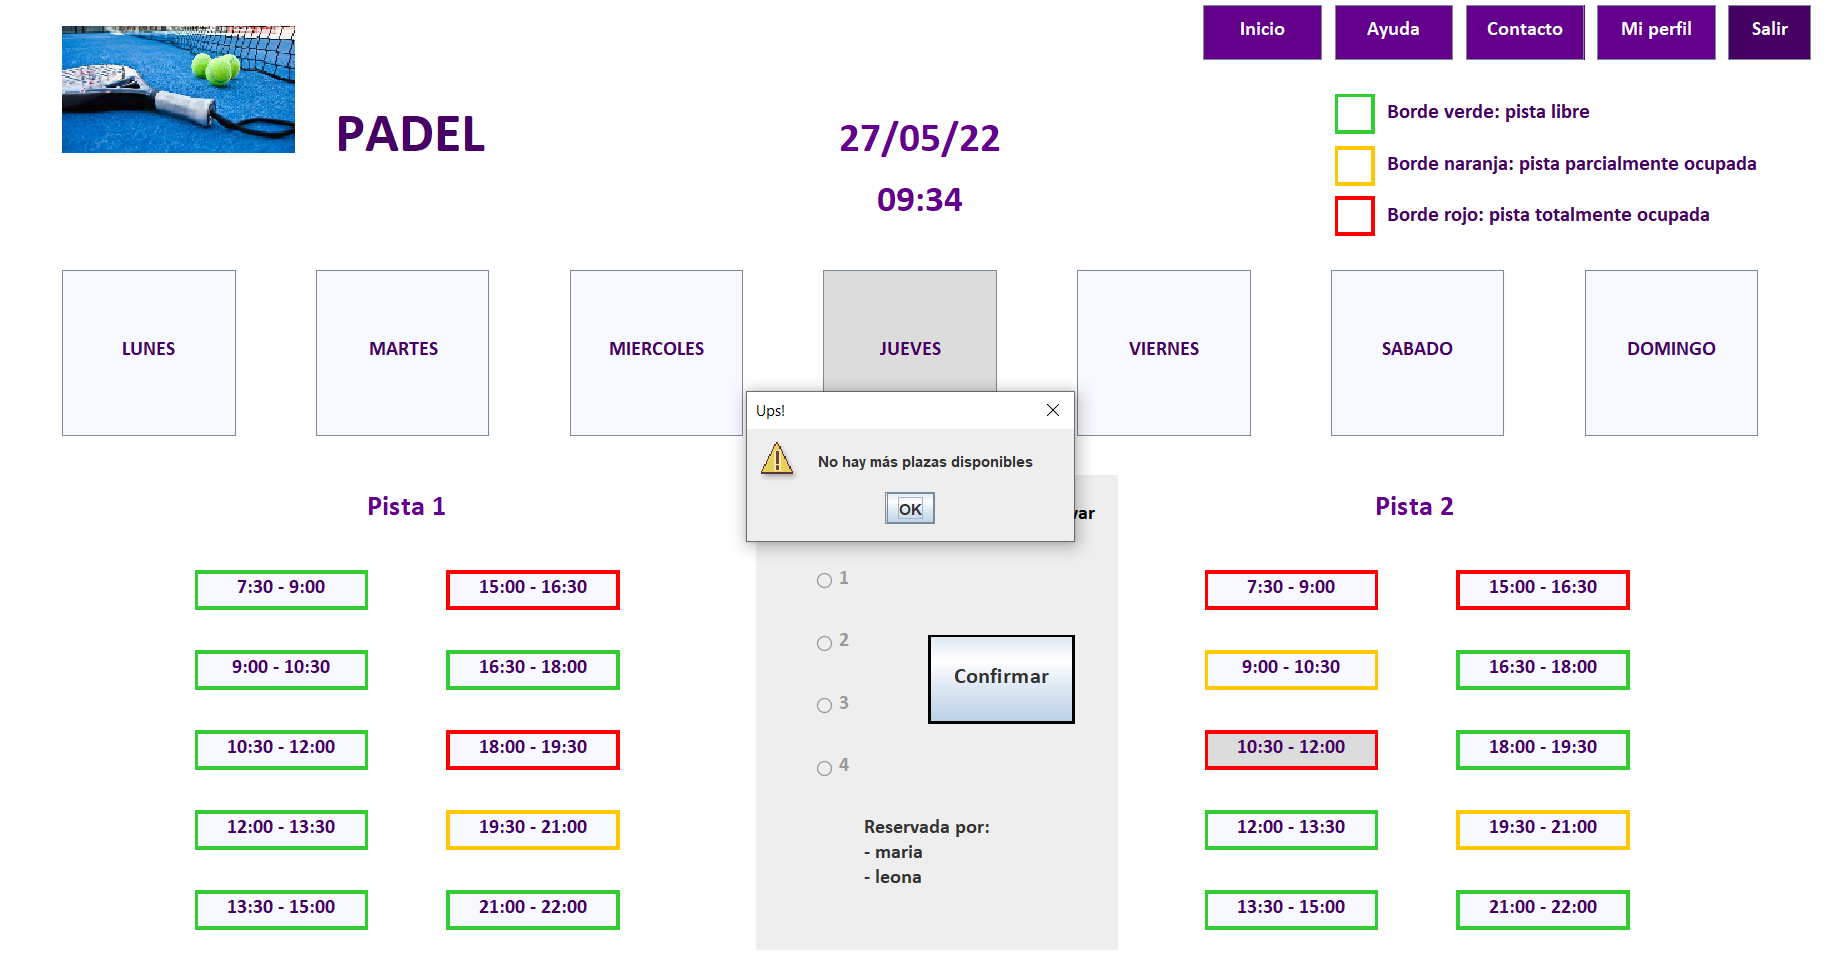 Inicio
Ayuda
Contacto
Mi perfil
Salir
PADEL
27/05/22
09:34
Borde verde: pista libre
Borde naranja: pista parcialmente ocupada
Borde rojo: pista totalmente ocupada
LUNES
MARTES
MIERCOLES
JUEVES
VIERNES
SABADO
DOMINGO
Ups!
No hay más plazas disponibles
OK
Pista 1
7:30 - 9:00
15:00 - 16:30
9:00 - 10:30
16:30 - 18:00
10:30 - 12:00
18:00 - 19:30
12:00 - 13:30
19:30 - 21:00
13:30 - 15:00
21:00 - 22:00
1
2
3
4
Confirmar
Reservada por:
- maria
- leona
Pista 2
7:30 - 9:00
15:00 - 16:30
9:00 - 10:30
16:30 - 18:00
10:30 - 12:00
18:00 - 19:30
12:00 - 13:30
19:30 - 21:00
13:30 - 15:00
21:00 - 22:00